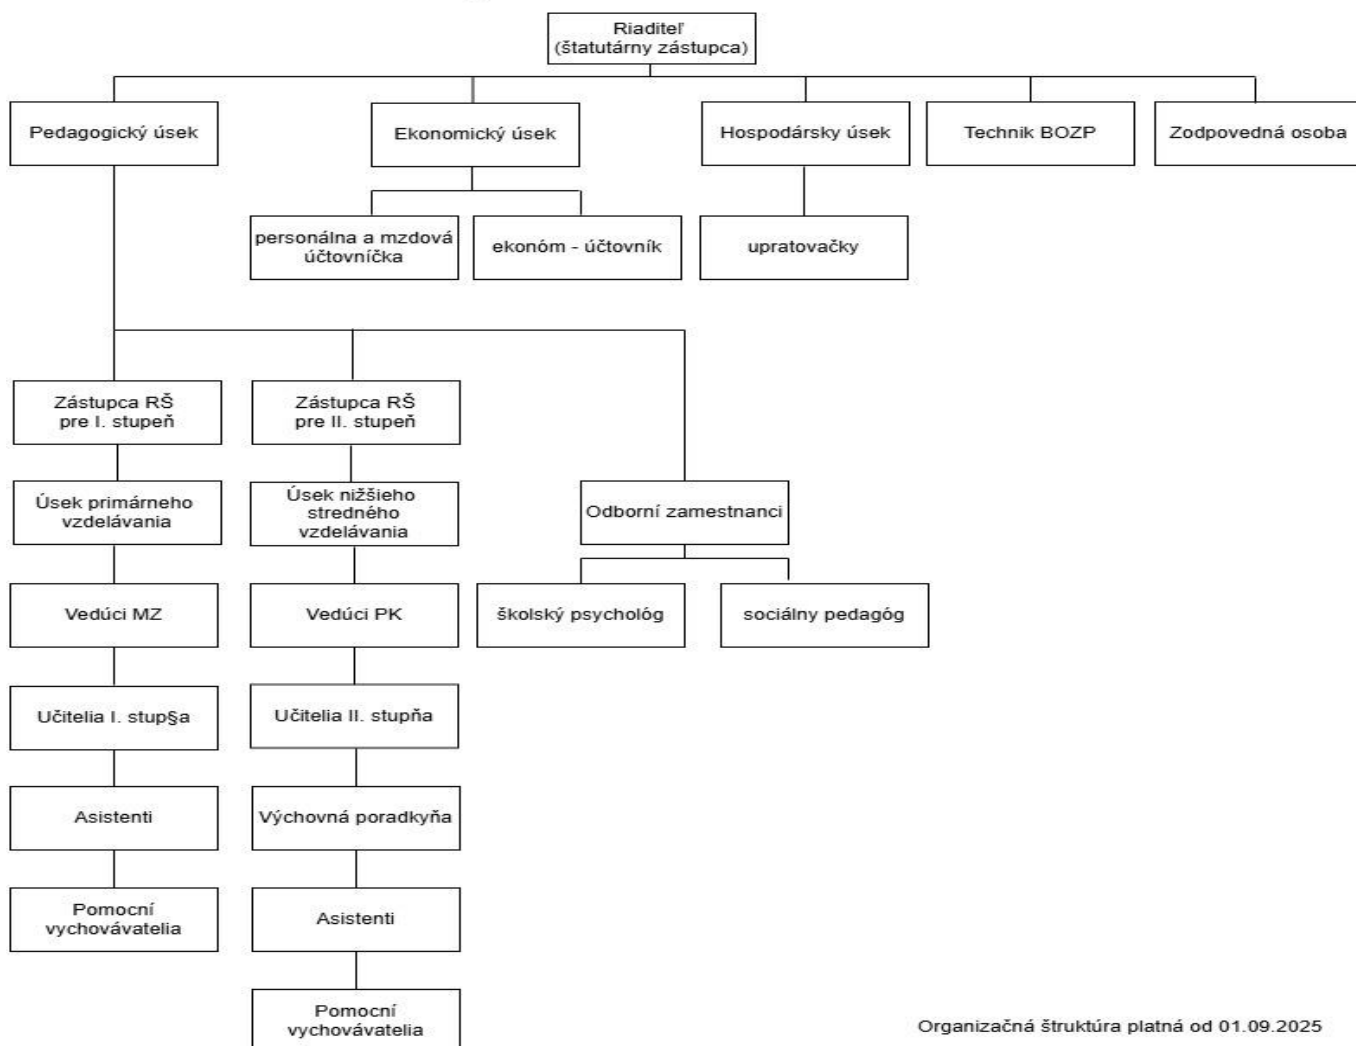 Riaditeľ
(štatutárny zástupca)
Pedagogický úsek
Ekonomický úsek
Hospodársky úsek
Technik BOZP
Zodpovedná osoba
personálna a mzdová
účtovníčka
ekonóm - účtovník
upratovačky
Zástupca RŠ
pre I. stupeň
Zástupca RŠ
pre II. stupeň
Úsek primárneho
vzdelávania
Úsek nižšieho
stredného
vzdelávania
Odborní zamestnanci
Vedúci MZ
Vedúci PK
školský psychológ
sociálny pedagóg
Učitelia I. stup§a
Učitelia II. stupňa
Asistenti
Výchovná poradkyňa
Pomocní
vychovávatelia
Asistenti
Pomocní
vychovávatelia
Organizačná štruktúra platná od 01.09.2025